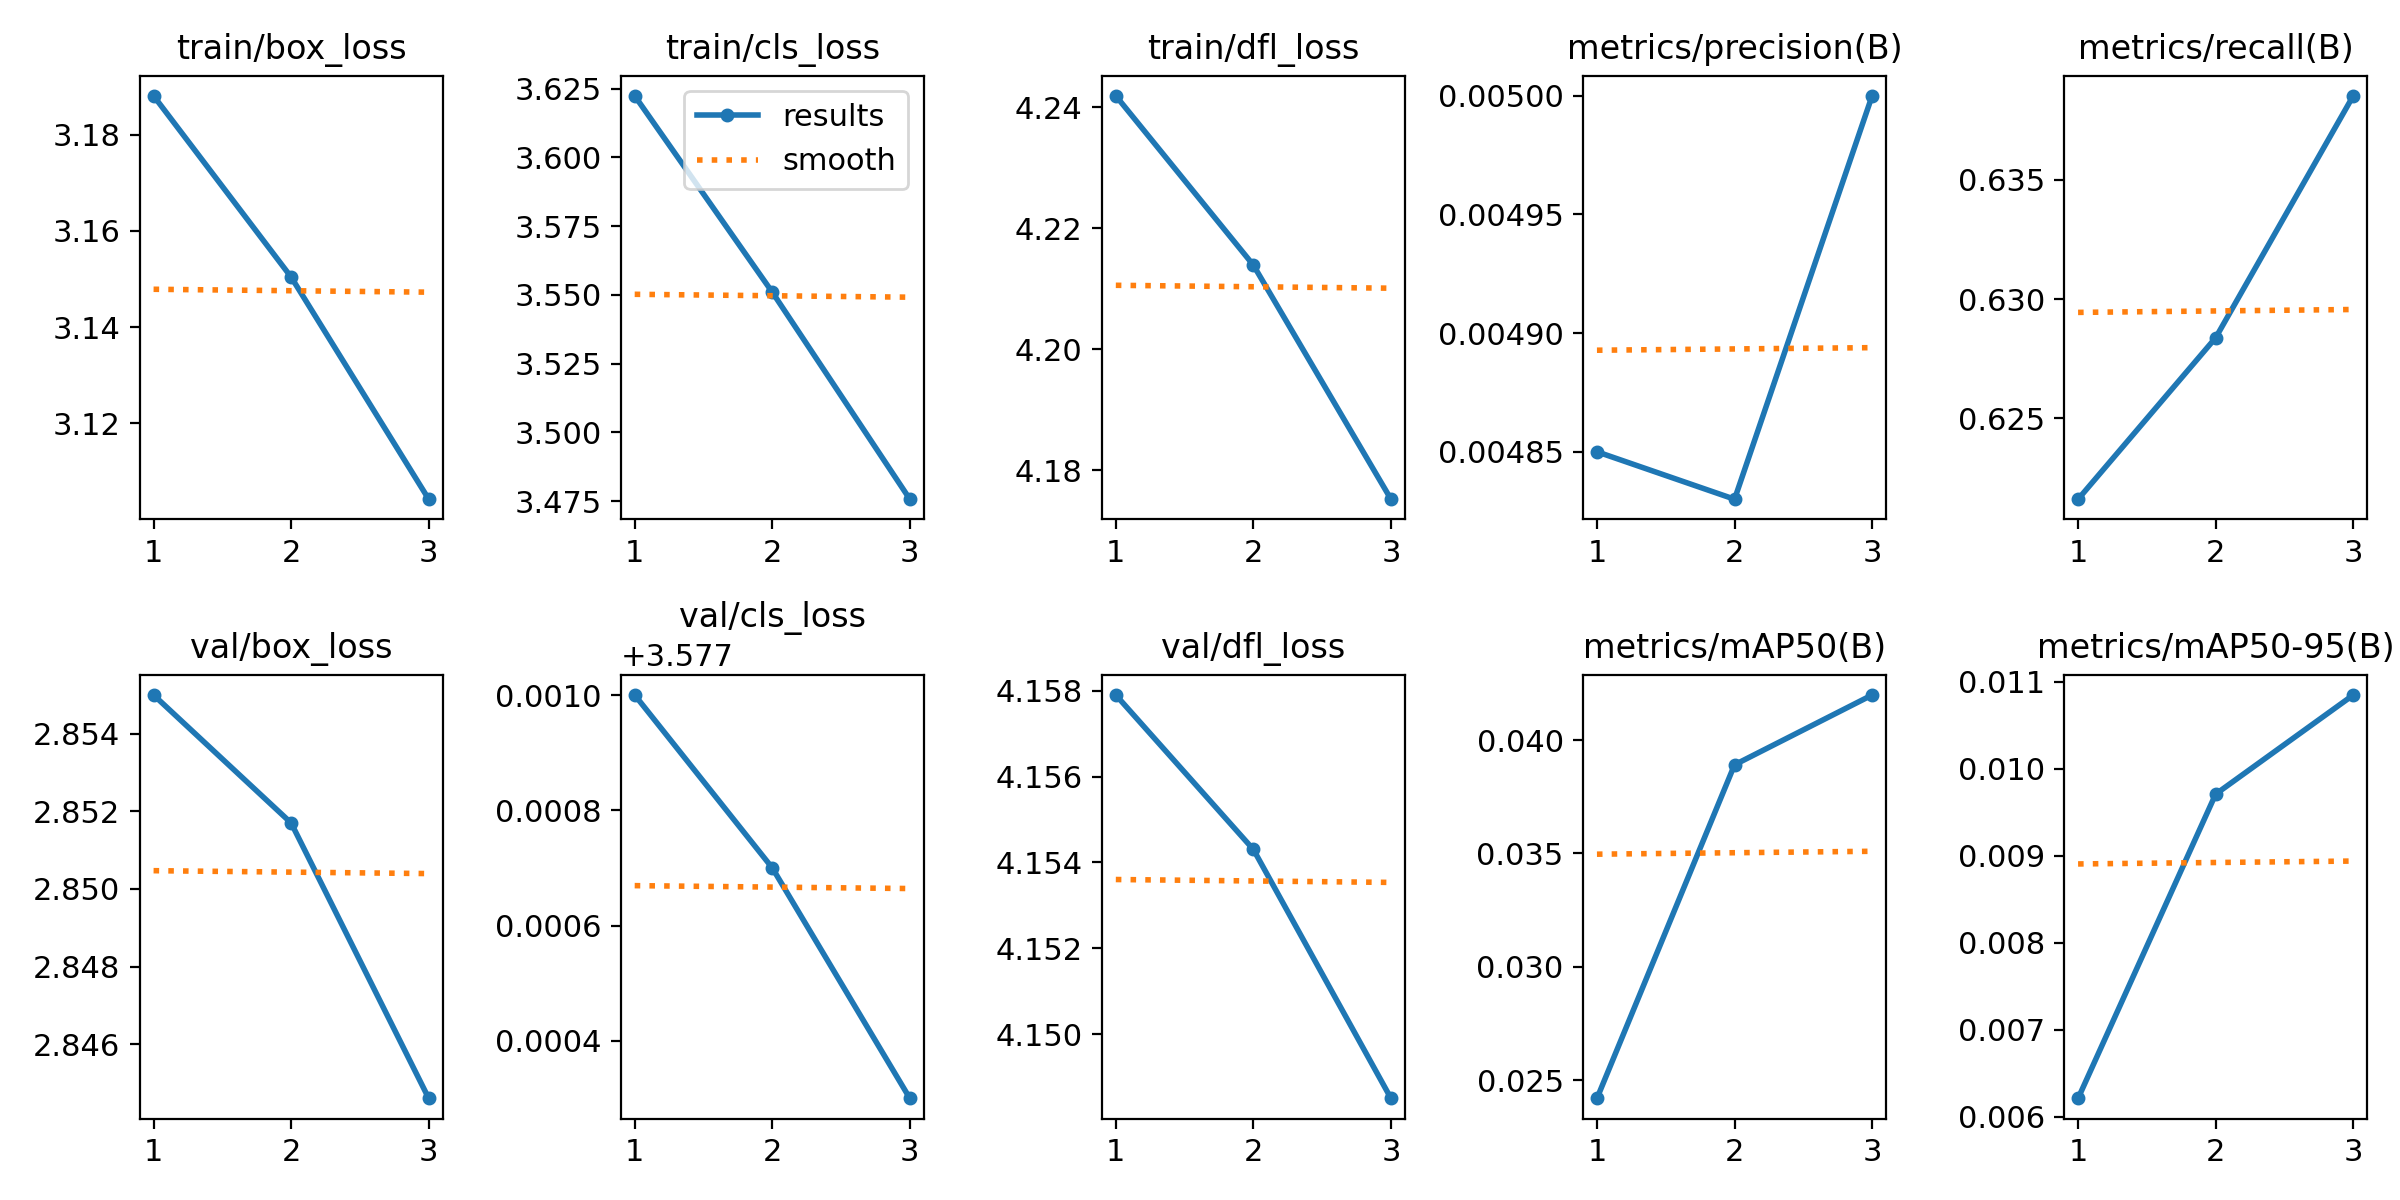 train/box_loss
3.18
3.16
3.14
3.12
1 2 3
train/cls_loss
results
smooth
3.625
3.600
3.575
3.550
3.525
3.500
3.475
1 2 3
train/dfl_loss
4.24
4.22
4.20
4.18
1 2 3
metrics/precision(B)
0.00500
0.00495
0.00490
0.00485
1 2 3
metrics/recall(B)
0.635
0.630
0.625
1 2 3
val/box_loss
2.854
2.852
2.850
2.848
2.846
1 2 3
val/cls_loss
+3.577
0.0010
0.0008
0.0006
0.0004
1 2 3
val/dfl_loss
4.158
4.156
4.154
4.152
4.150
1 2 3
metrics/mAP50(B)
0.040
0.035
0.030
0.025
1 2 3
metrics/mAP50-95(B)
0.011
0.010
0.009
0.008
0.007
0.006
1 2 3